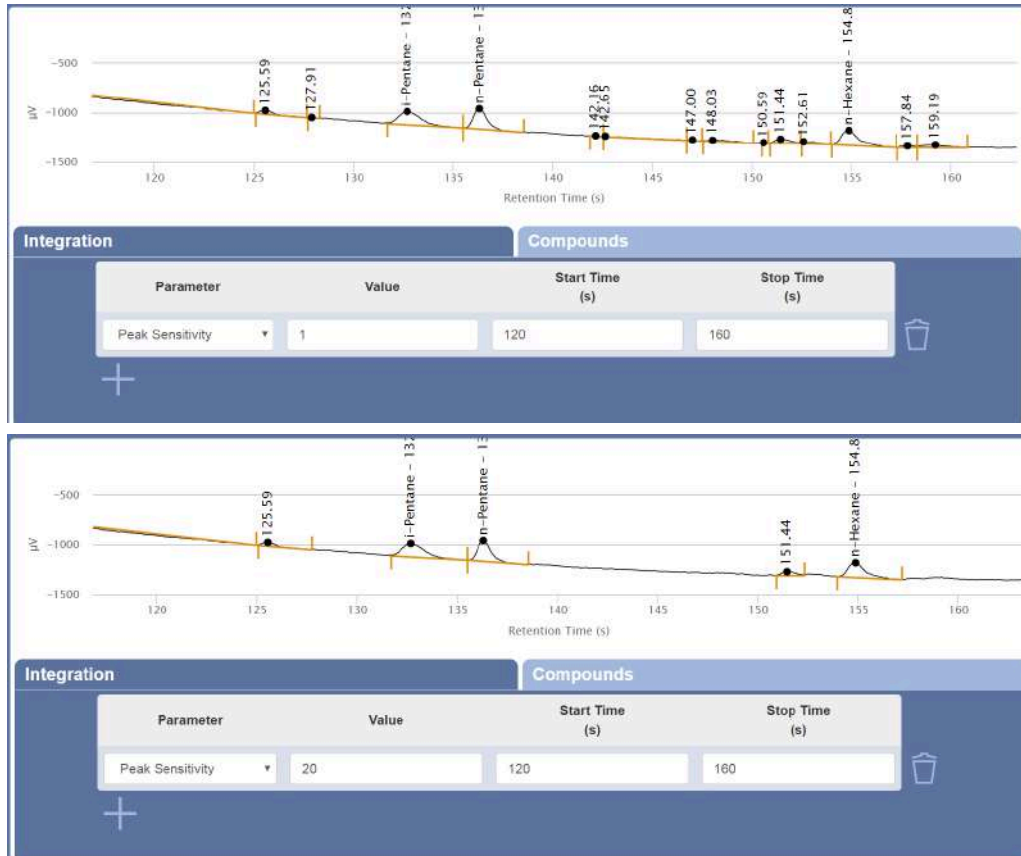 125.59
127.91
i-Pentane – 132
n-Pentane – 13
142.16
142.65
147.00
148.03
150.59
151.44
152.61
n-Hexane – 154.8
157.84
159.19
-500
-1000
-1500
µV
120 125 130 135 140 145 150 155 160
Retention Time (s)
Integration Compounds
Parameter Value Start Time (s) Stop Time (s)
Peak Sensitivity 1 120 160
125.59
i-Pentane – 132
n-Pentane – 13
151.44
n-Hexane – 154.8
-500
-1000
-1500
µV
120 125 130 135 140 145 150 155 160
Retention Time (s)
Integration Compounds
Parameter Value Start Time (s) Stop Time (s)
Peak Sensitivity 20 120 160